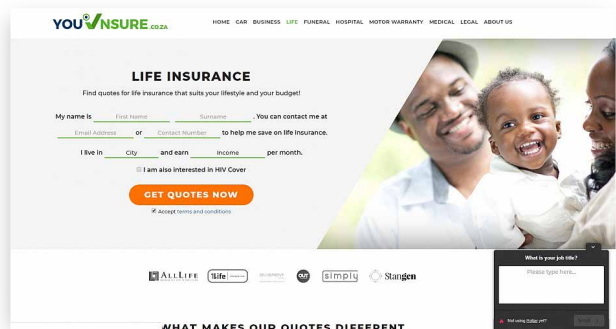 YOU NSURE.CO.ZA
HOME CAR BUSINESS LIFE FUNERAL HOSPITAL MOTOR WARRANTY MEDICAL LEGAL ABOUT US
LIFE INSURANCE
Find quotes for life insurance that suits your lifestyle and your budget!
My name is First Name Surname . You can contact me at
Email Address or Contact Number to help me save on life insurance.
I live in City and earn Income per month.
I am also interested in HIV Cover
GET QUOTES NOW
Accept terms and conditions
ALLLIFE 1life OUT simply Stangen
What is your job title?
Please type here...
Not using Hotjar yet?
Send
WHAT MAKES OUR QUOTES DIFFERENT